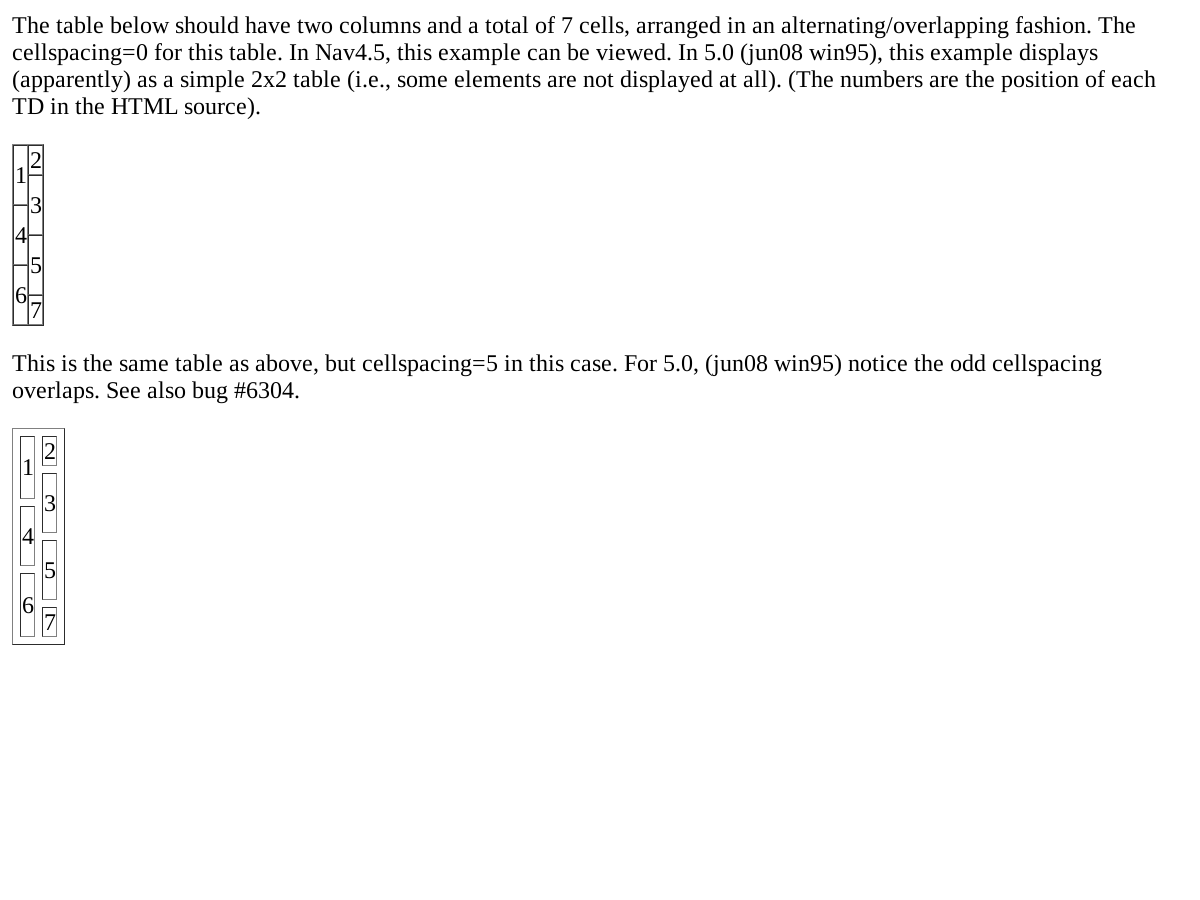 The table below should have two columns and a total of 7 cells, arranged in an alternating/overlapping fashion. The
cellspacing=0 for this table. In Nav4.5, this example can be viewed. In 5.0 (jun08 win95), this example displays
(apparently) as a simple 2x2 table (i.e., some elements are not displayed at all). (The numbers are the position of each
TD in the HTML source).
2
1
3
4
5
6
7
This is the same table as above, but cellspacing=5 in this case. For 5.0, (jun08 win95) notice the odd cellspacing
overlaps. See also bug #6304.
2
1
3
4
5
6
7